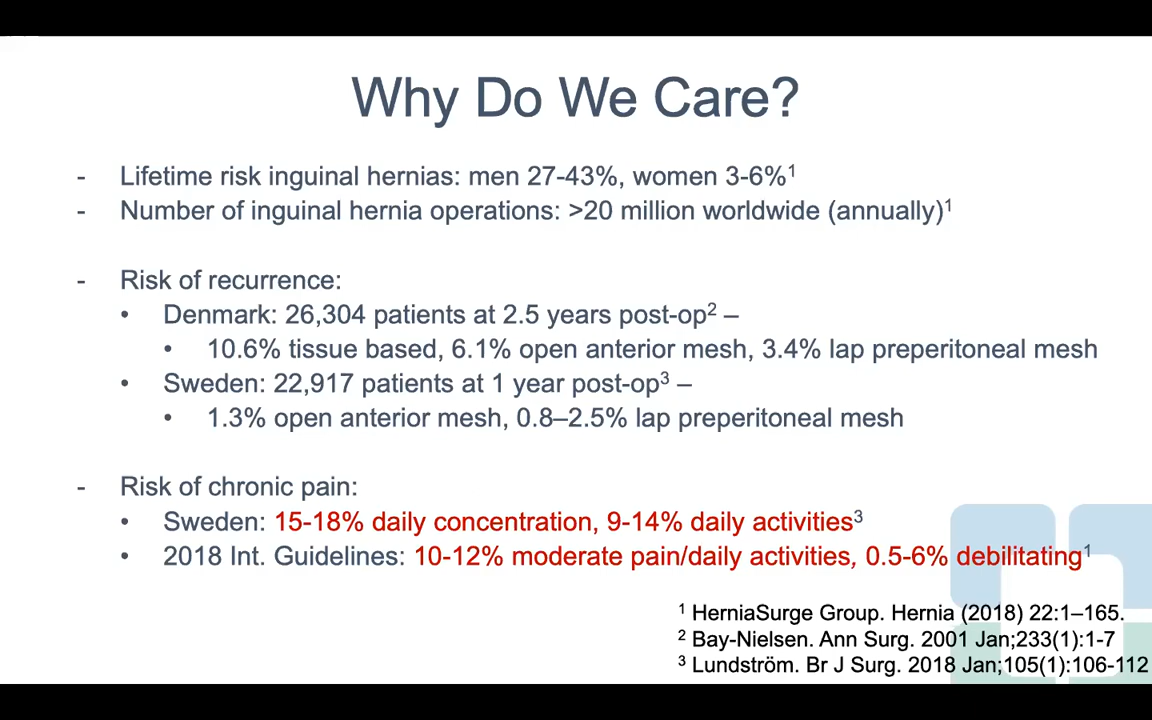 Why Do We Care?
- Lifetime risk inguinal hernias: men 27-43%, women 3-6%¹
- Number of inguinal hernia operations: >20 million worldwide (annually)¹
- Risk of recurrence:
• Denmark: 26,304 patients at 2.5 years post-op² –
• 10.6% tissue based, 6.1% open anterior mesh, 3.4% lap preperitoneal mesh
• Sweden: 22,917 patients at 1 year post-op³ –
• 1.3% open anterior mesh, 0.8–2.5% lap preperitoneal mesh
- Risk of chronic pain:
• Sweden: 15-18% daily concentration, 9-14% daily activities³
• 2018 Int. Guidelines: 10-12% moderate pain/daily activities, 0.5-6% debilitating¹
¹ HerniaSurge Group. Hernia (2018) 22:1–165.
² Bay-Nielsen. Ann Surg. 2001 Jan;233(1):1-7
³ Lundström. Br J Surg. 2018 Jan;105(1):106-112